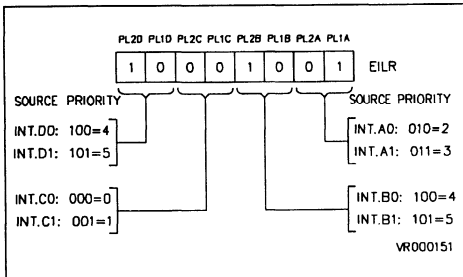 PL2D PL1D PL2C PL1C PL2B PL1B PL2A PL1A
1 0 0 0 1 0 0 1 EILR
SOURCE PRIORITY
INT.D0: 100=4
INT.D1: 101=5
INT.C0: 000=0
INT.C1: 001=1
SOURCE PRIORITY
INT.A0: 010=2
INT.A1: 011=3
INT.B0: 100=4
INT.B1: 101=5
VR000151